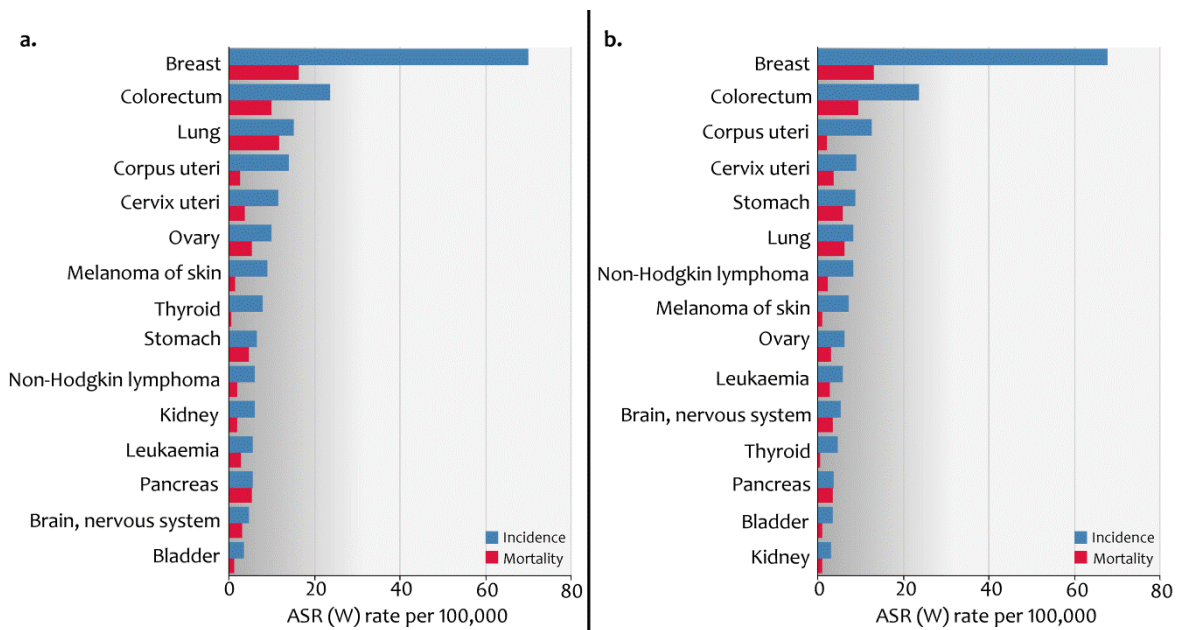 a.
Breast
Colorectum
Lung
Corpus uteri
Cervix uteri
Ovary
Melanoma of skin
Thyroid
Stomach
Non-Hodgkin lymphoma
Kidney
Leukaemia
Pancreas
Brain, nervous system
Bladder
Incidence
Mortality
0 20 40 60 80
ASR (W) rate per 100,000
b.
Breast
Colorectum
Corpus uteri
Cervix uteri
Stomach
Lung
Non-Hodgkin lymphoma
Melanoma of skin
Ovary
Leukaemia
Brain, nervous system
Thyroid
Pancreas
Bladder
Kidney
Incidence
Mortality
0 20 40 60 80
ASR (W) rate per 100,000